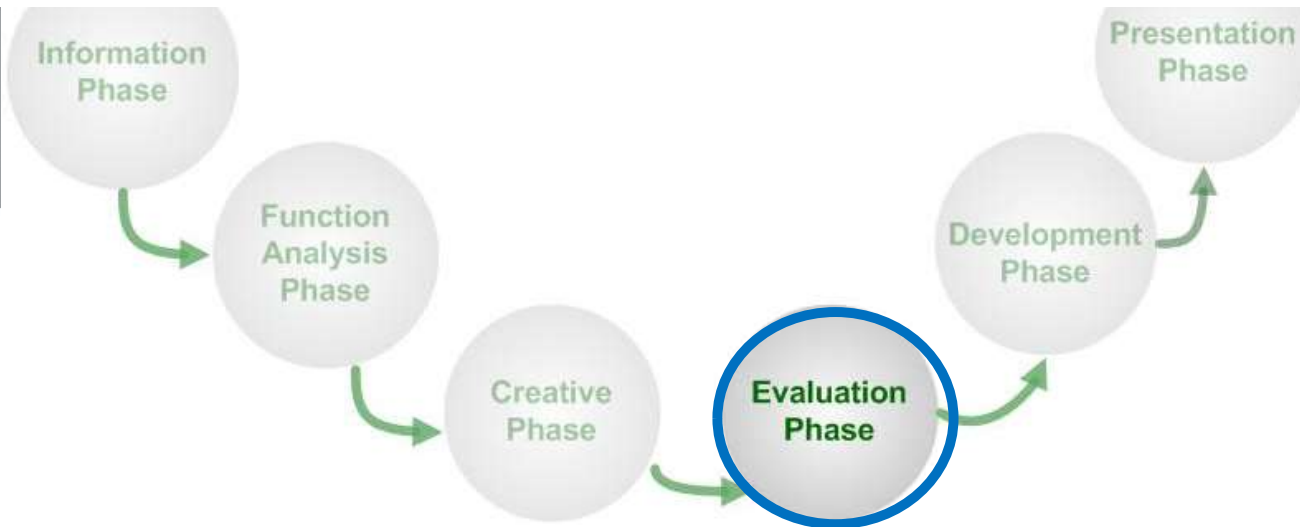 Information
Phase
Function
Analysis
Phase
Creative
Phase
Evaluation
Phase
Development
Phase
Presentation
Phase